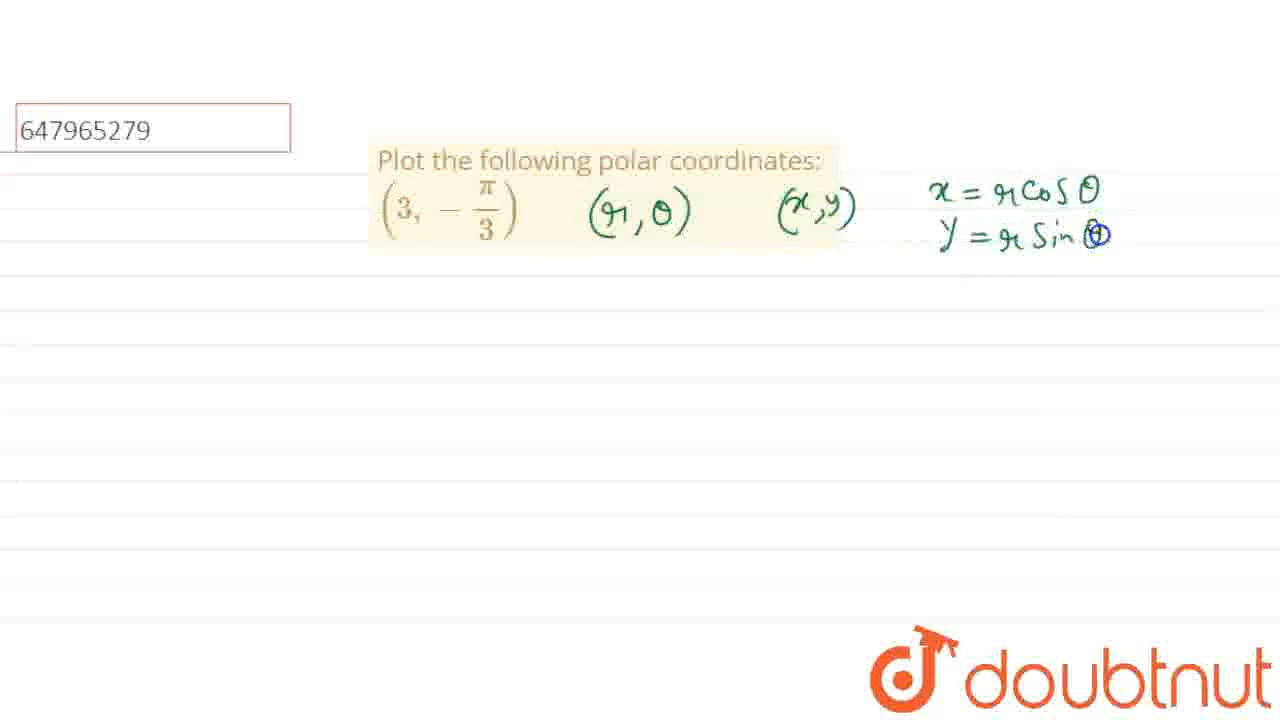 647965279
Plot the following polar coordinates:
(3, -π/3) (r, θ) (x, y) x = r cos θ
y = r sin θ
doubtnut